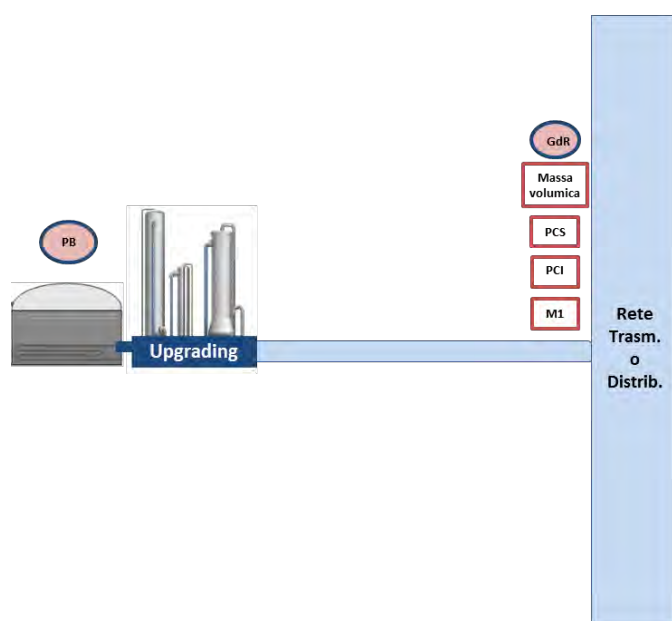 GdR
Massa
volumica
PB
PCS
PCI
M1
Upgrading
Rete
Trasm.
o
Distrib.